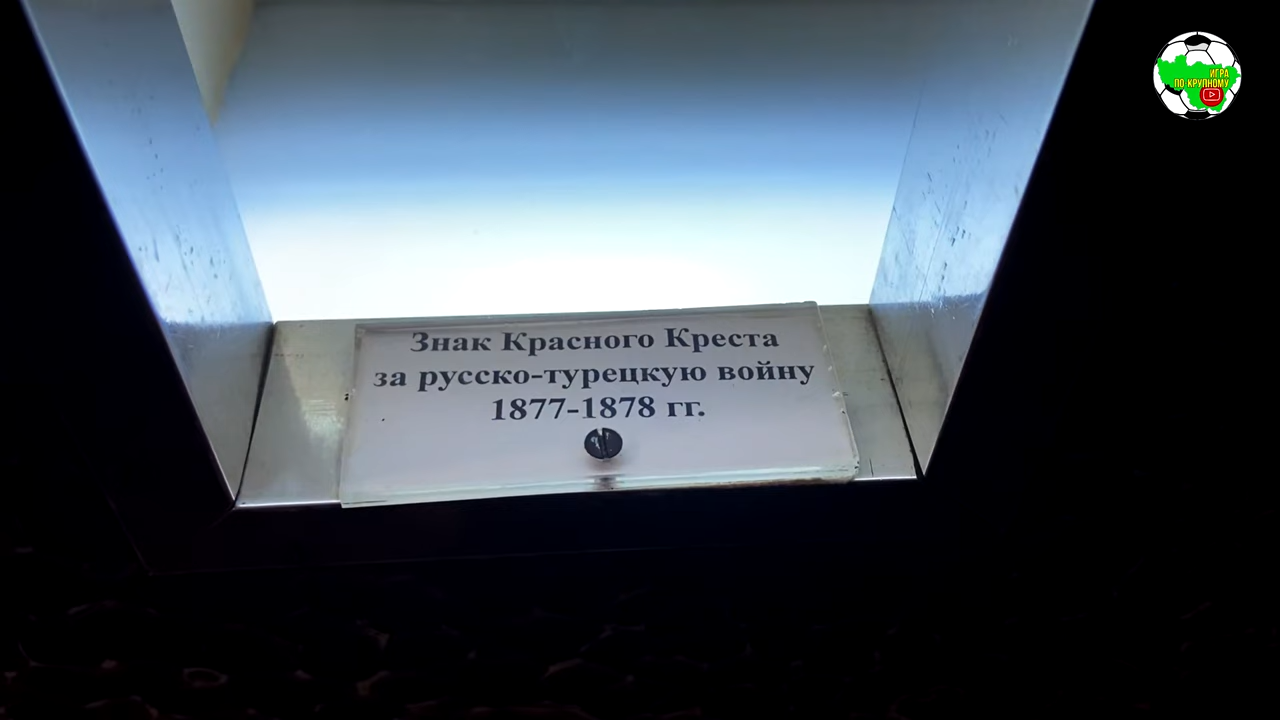 ИГРА
ПО КРУПНОМУ
Знак Красного Креста
за русско-турецкую войну
1877-1878 гг.